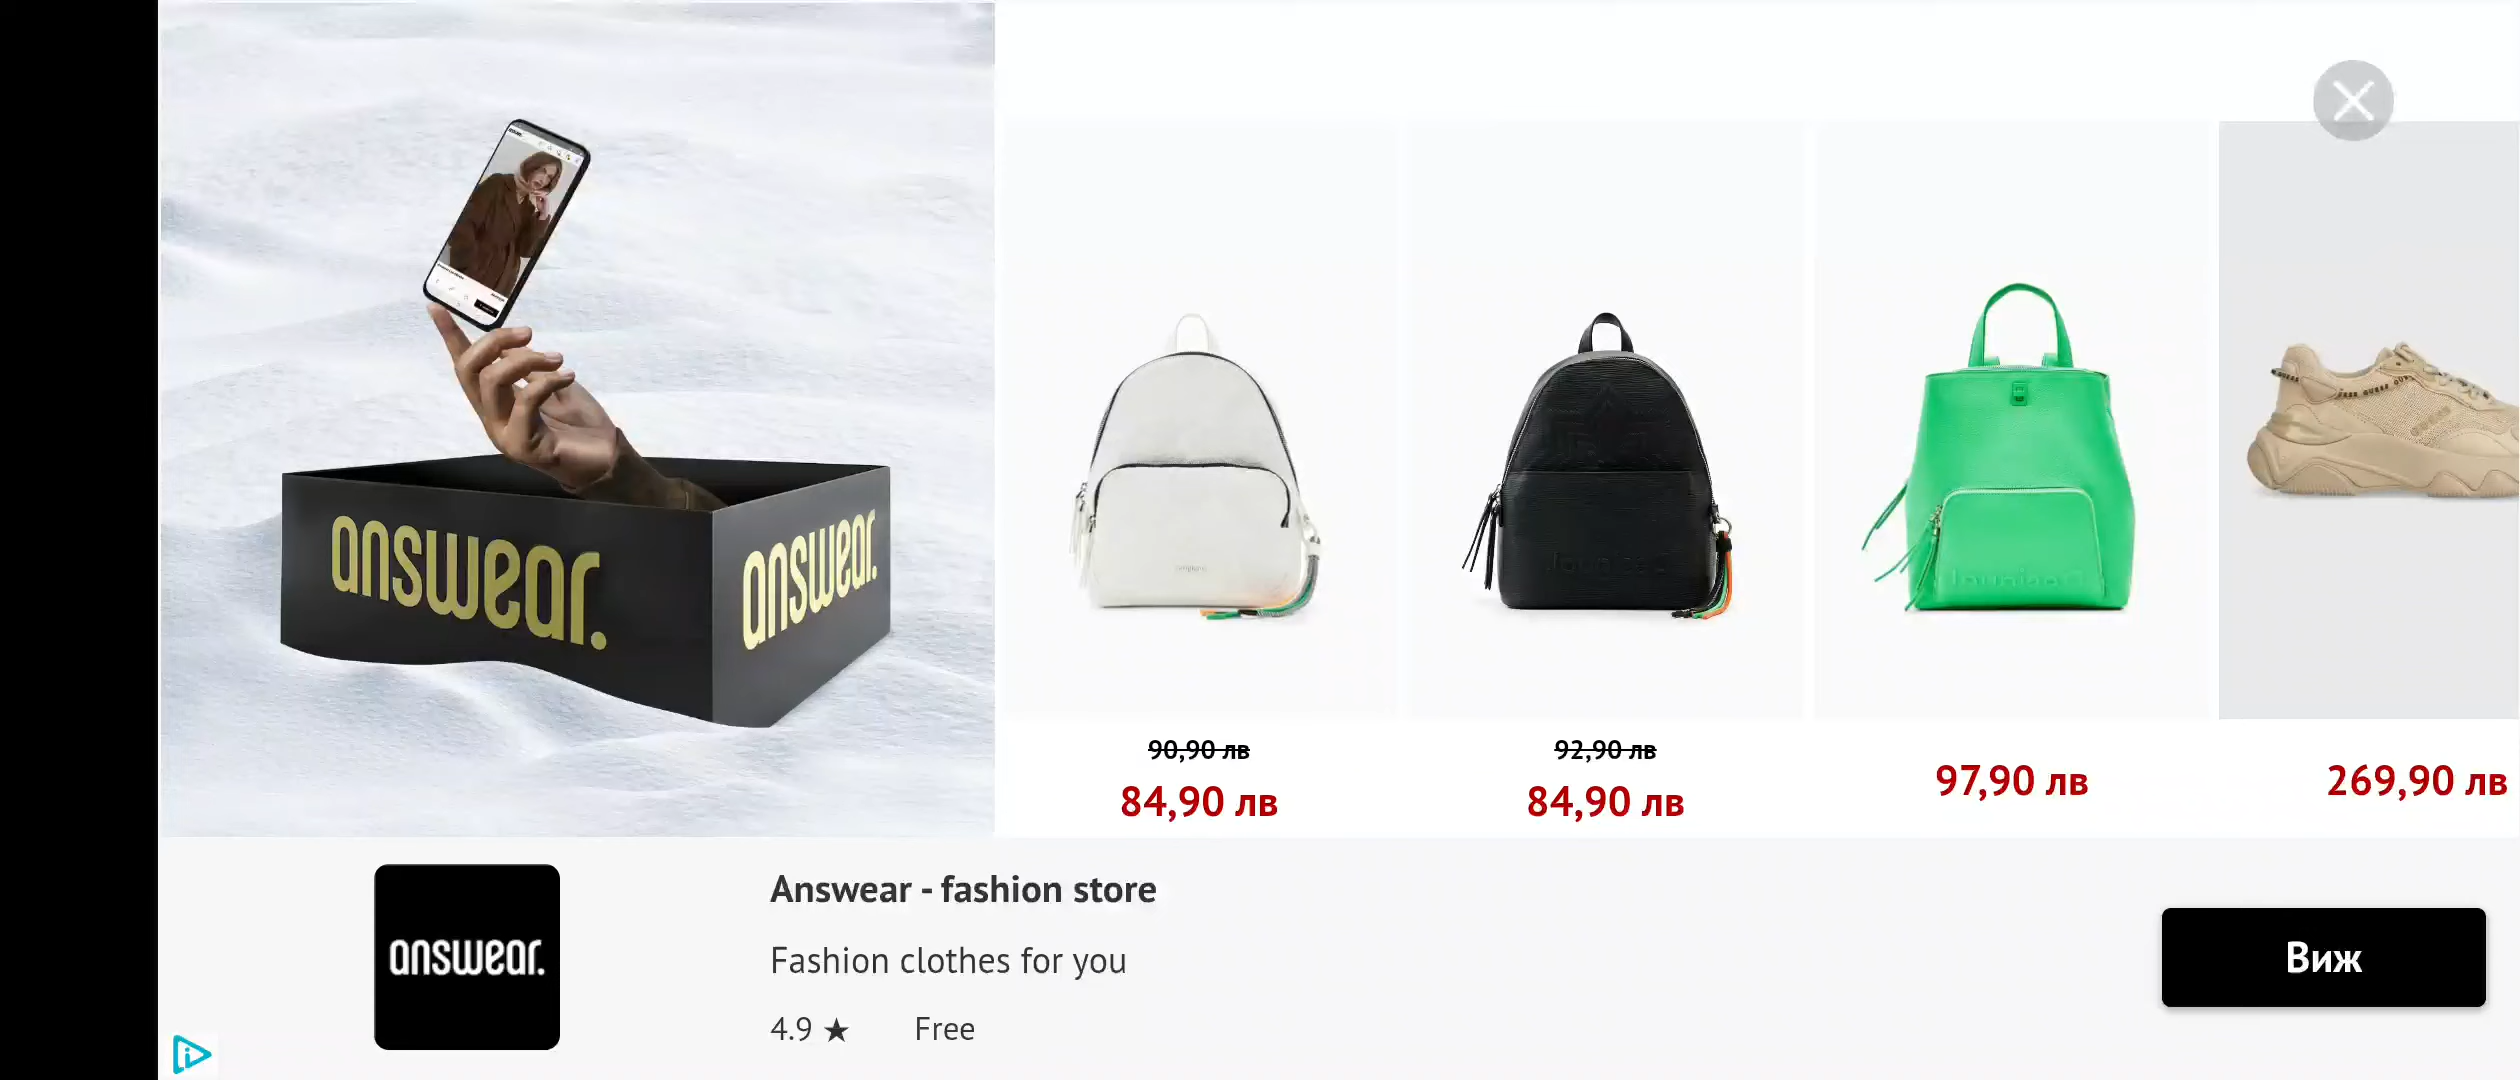 answear.
answear.
90,90 лв
84,90 лв
92,90 лв
84,90 лв
97,90 лв
269,90 лв
answear.
Answear - fashion store
Fashion clothes for you
4.9 ★ Free
Виж